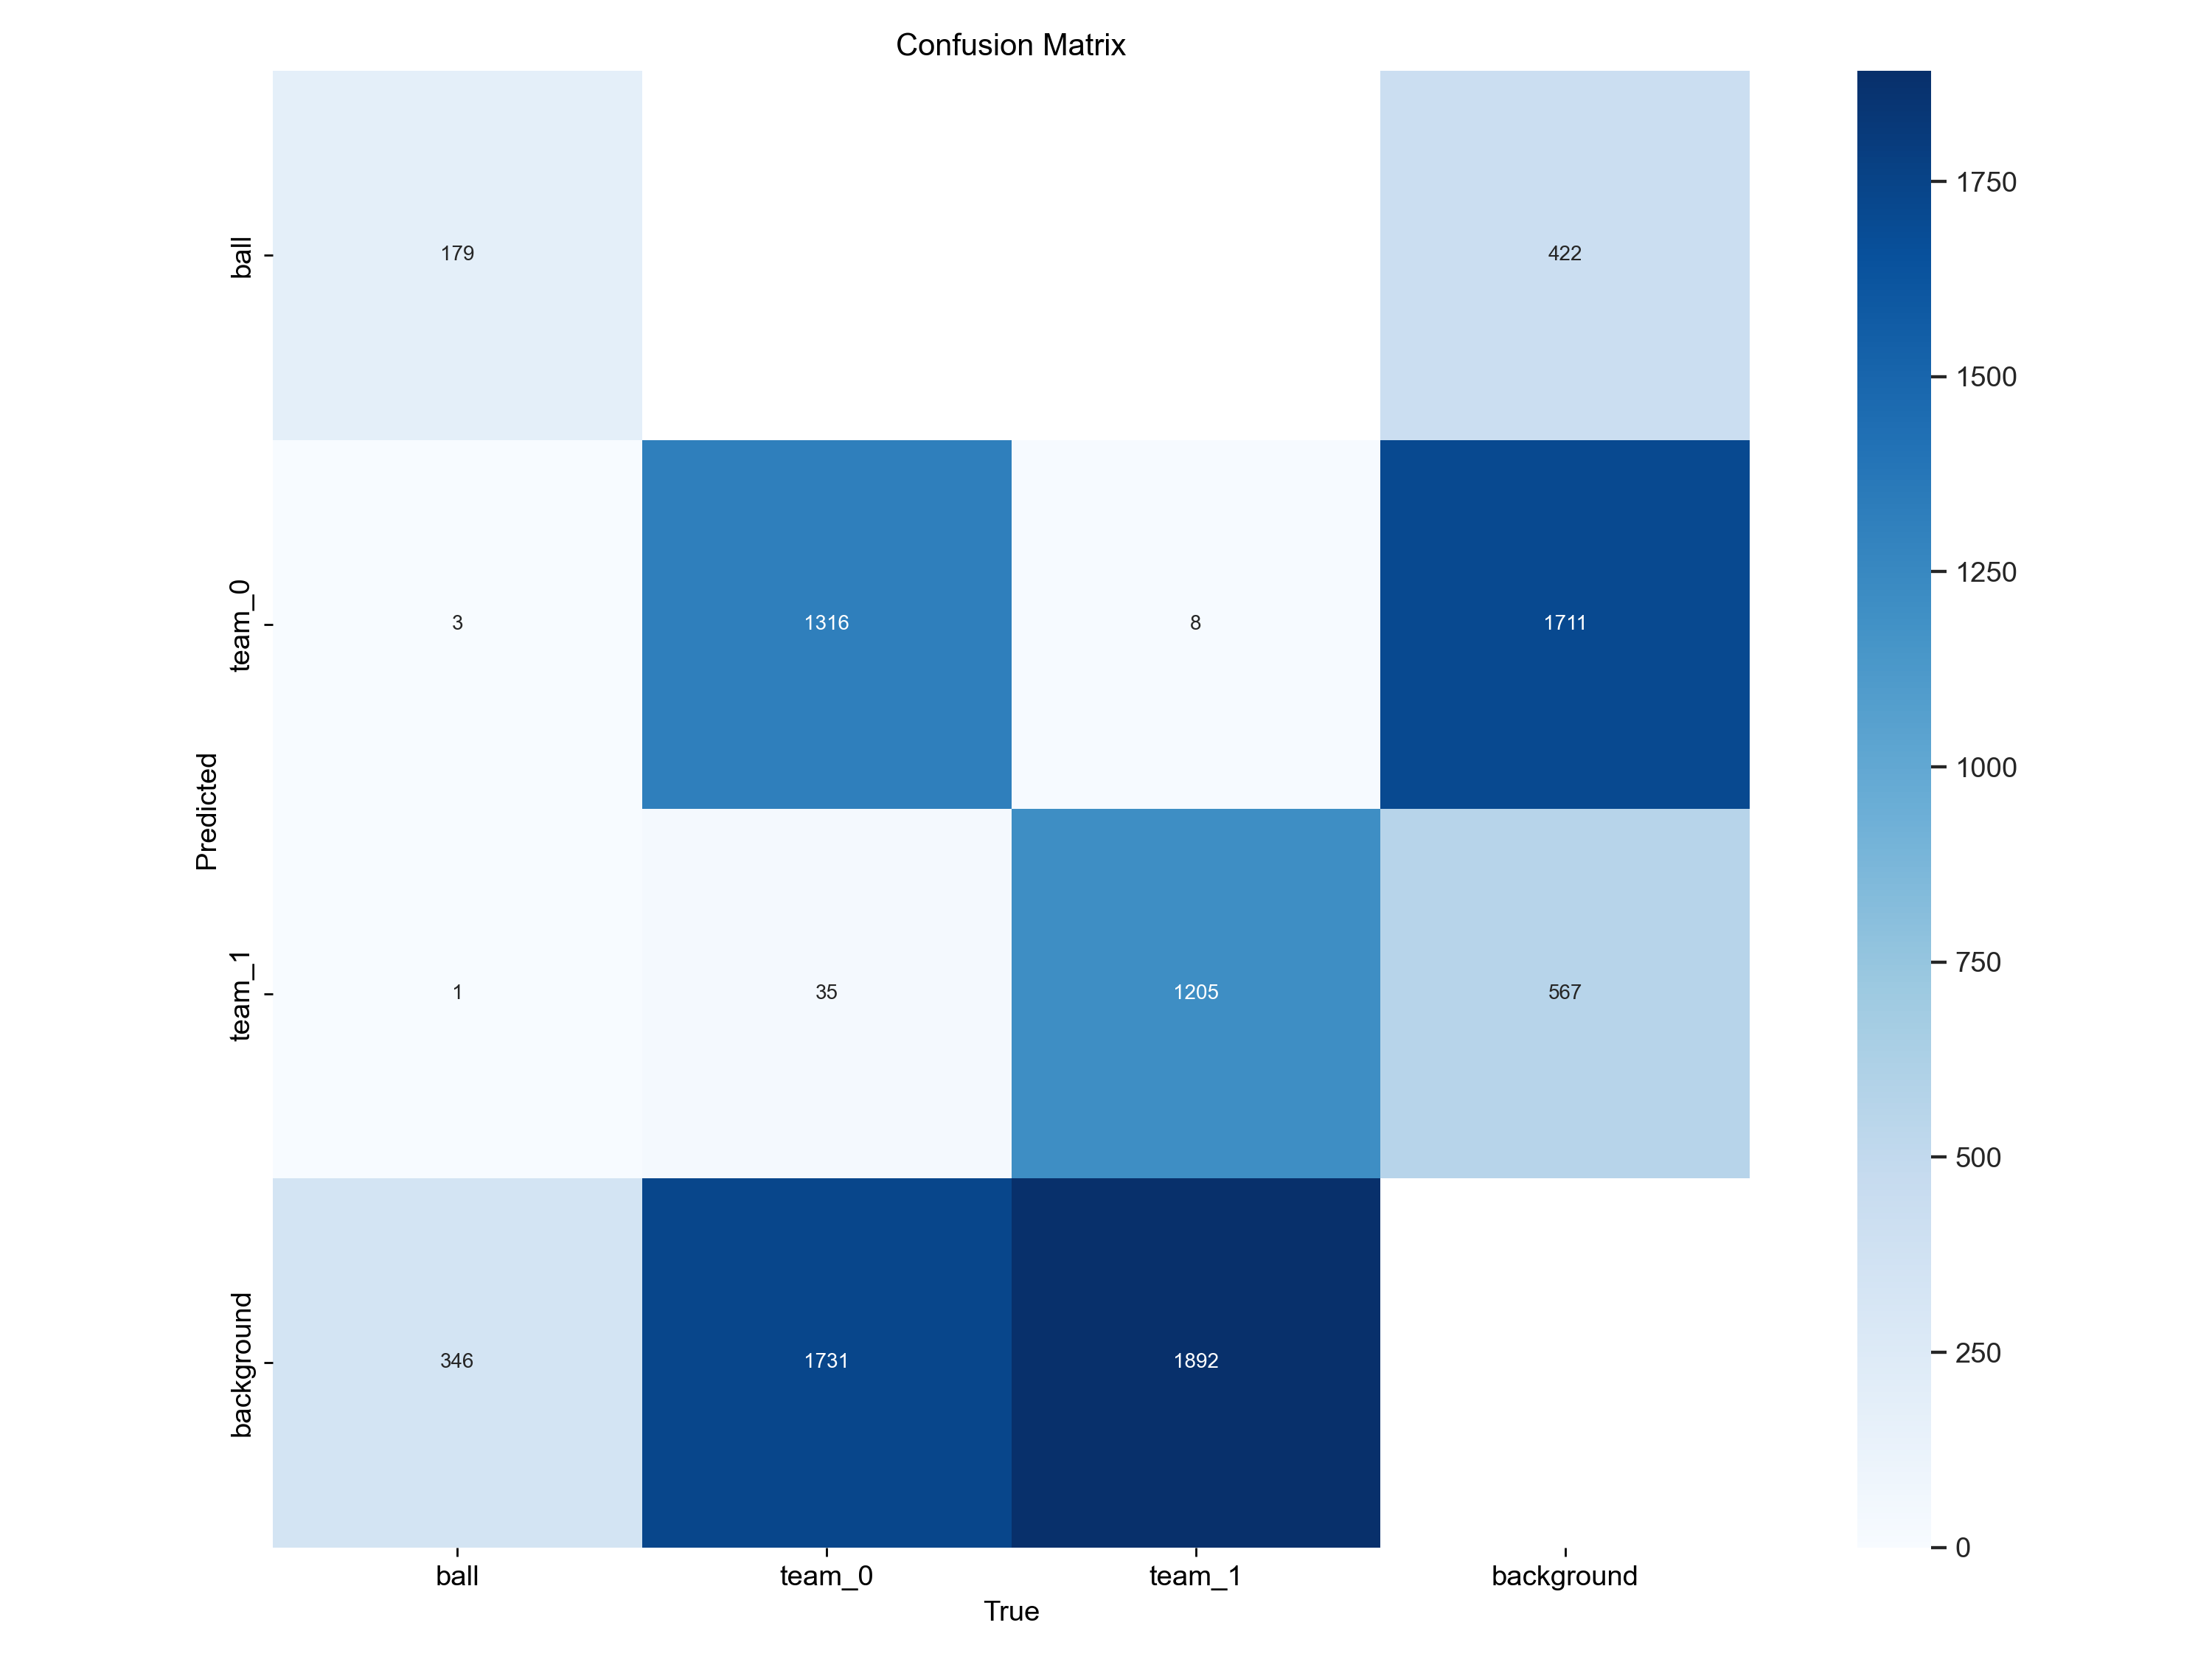 Confusion Matrix
ball
179
422
team_0
3
1316
8
1711
Predicted
team_1
1
35
1205
567
background
346
1731
1892
ball
team_0
team_1
background
True
1750
1500
1250
1000
750
500
250
0